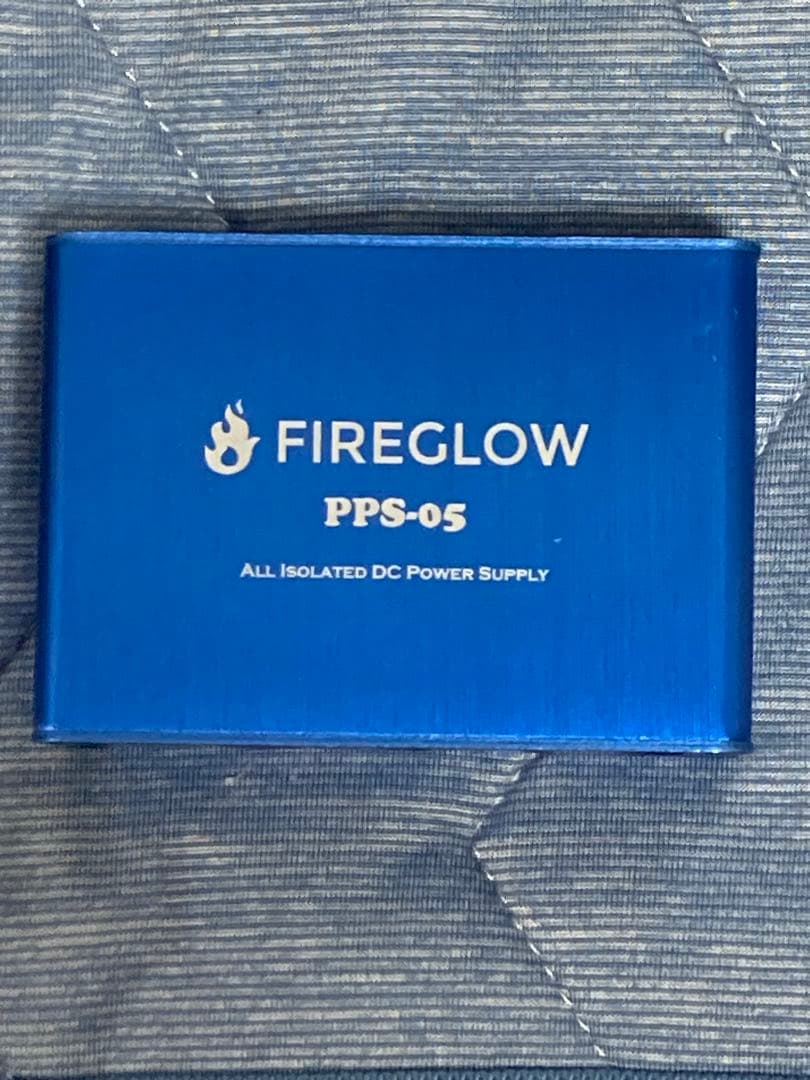 FIREGLOW
PPS-05
ALL ISOLATED DC POWER SUPPLY